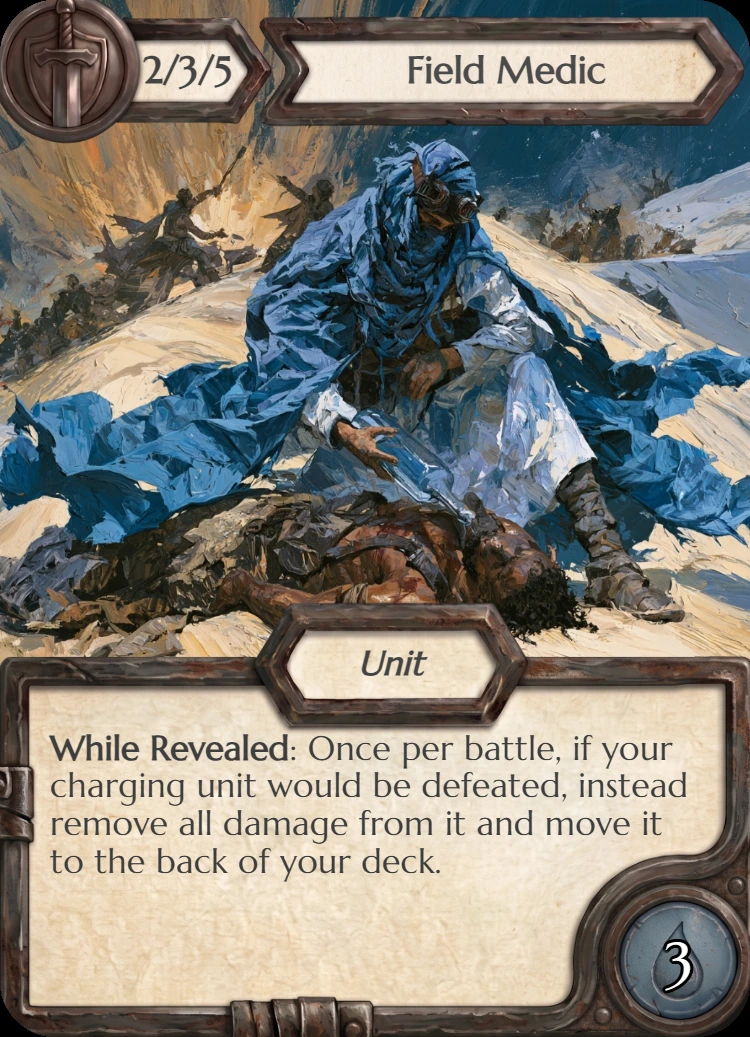 2/3/5
Field Medic
Unit
While Revealed: Once per battle, if your
charging unit would be defeated, instead
remove all damage from it and move it
to the back of your deck.
3